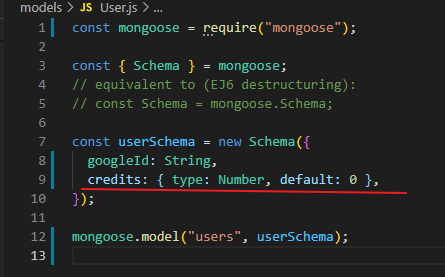 models > JS User.js > ...
1 const mongoose = require("mongoose");
2
3 const { Schema } = mongoose;
4 // equivalent to (EJ6 destructuring):
5 // const Schema = mongoose.Schema;
6
7 const userSchema = new Schema({
8 googleId: String,
9 credits: { type: Number, default: 0 },
10 });
11
12 mongoose.model("users", userSchema);
13